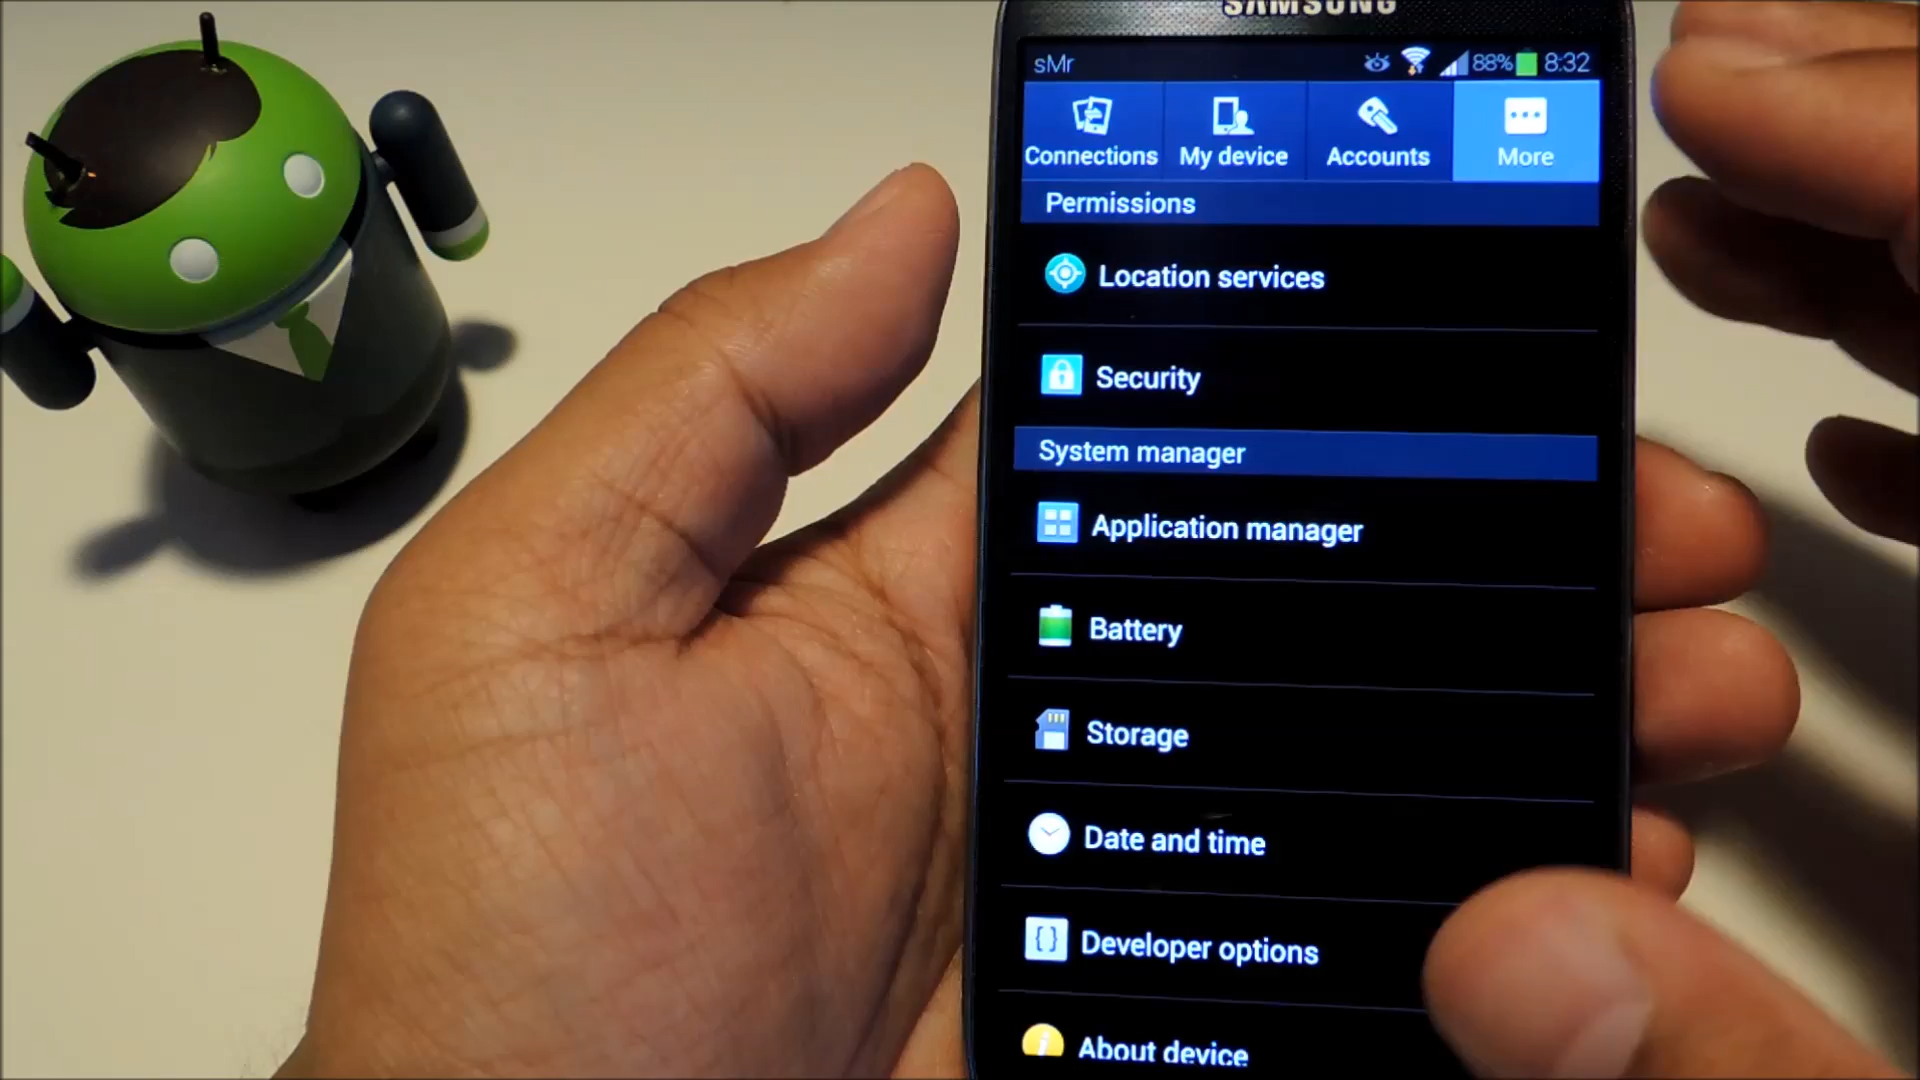 SAMSUNG
sMr 88% 8:32
Connections My device Accounts More
Permissions
Location services
Security
System manager
Application manager
Battery
Storage
Date and time
Developer options
About device